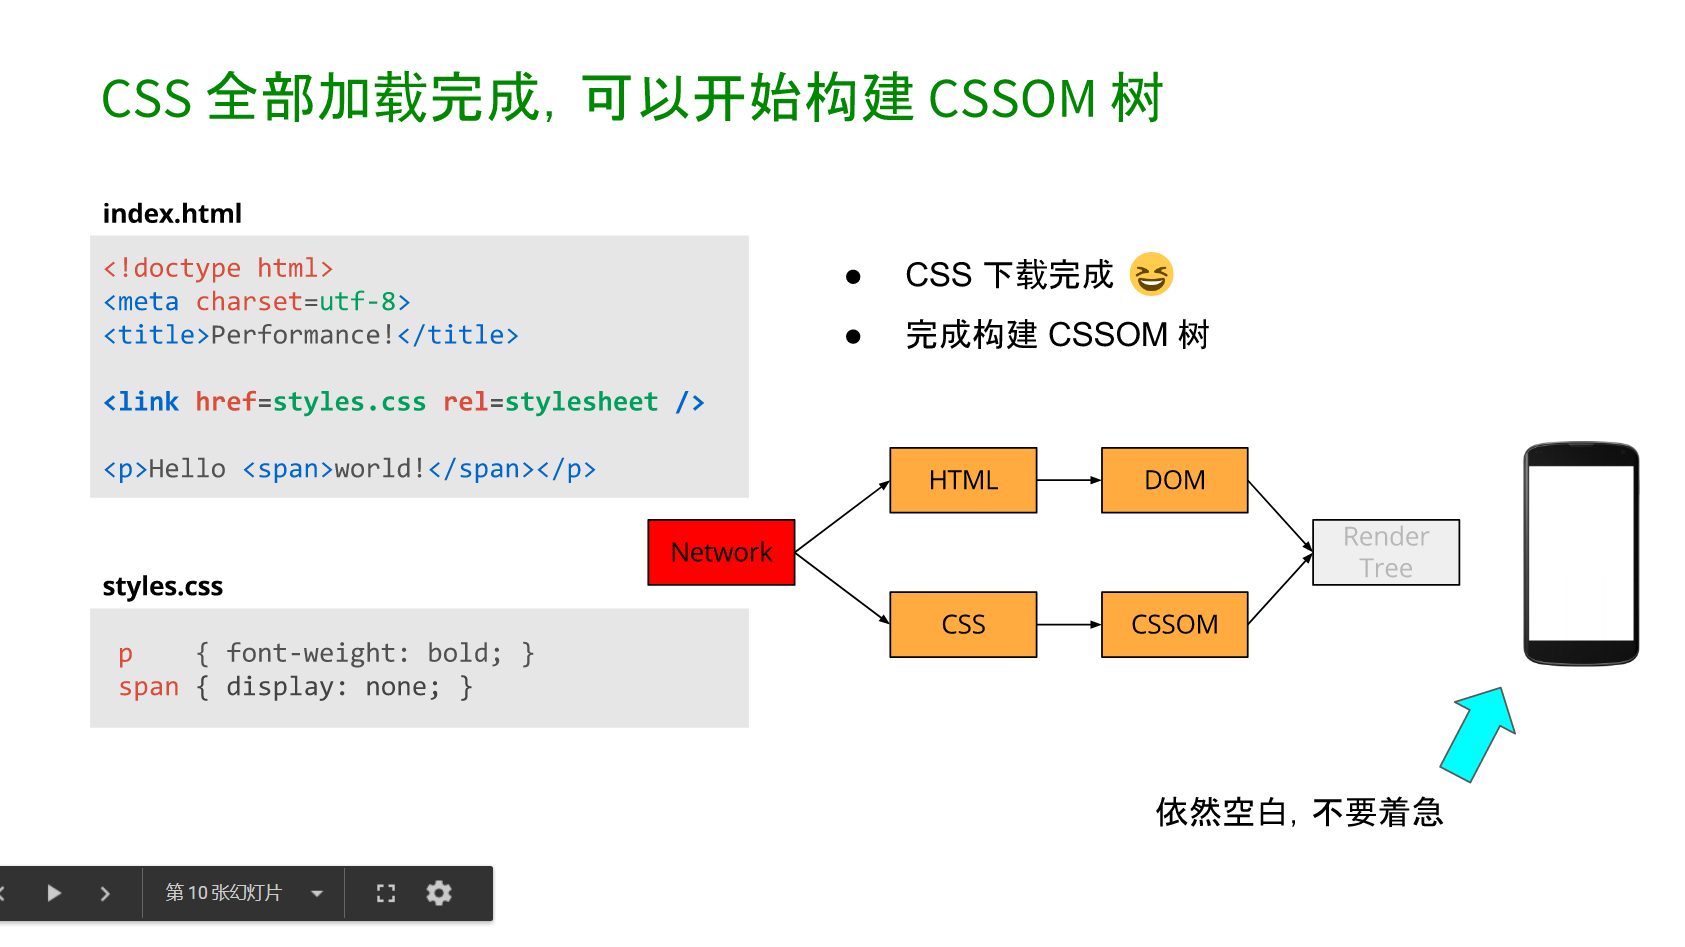 CSS 全部加载完成，可以开始构建 CSSOM 树
index.html
<!doctype html>
<meta charset=utf-8>
<title>Performance!</title>
<link href=styles.css rel=stylesheet />
<p>Hello <span>world!</span></p>
styles.css
p    { font-weight: bold; }
span { display: none; }
● CSS 下载完成 😆
● 完成构建 CSSOM 树
HTML
DOM
Network
Render
Tree
CSS
CSSOM
依然空白，不要着急
第 10 张幻灯片